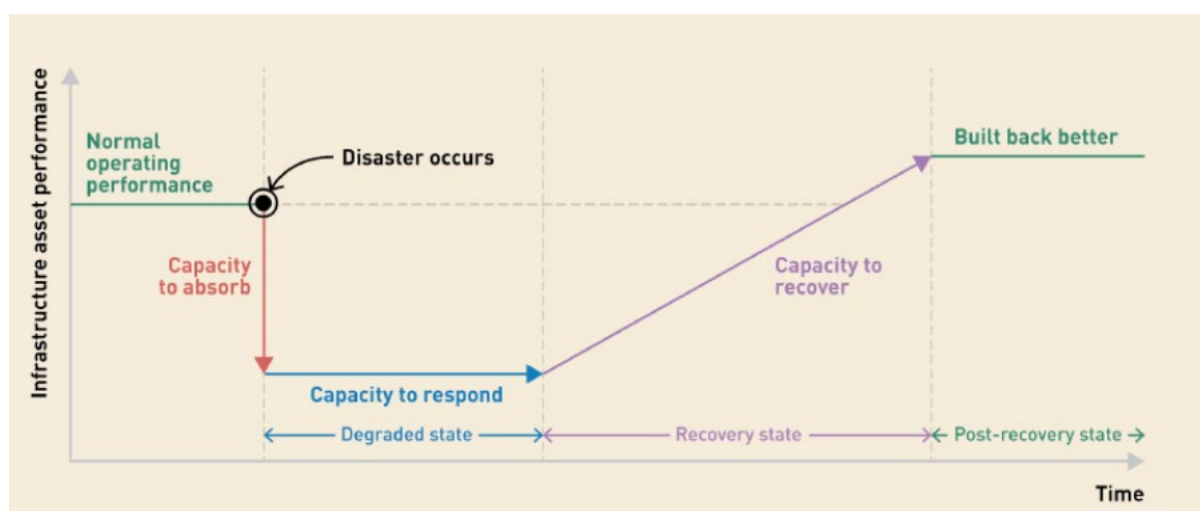 Infrastructure asset performance
Normal
operating
performance
Disaster occurs
Built back better
Capacity
to absorb
Capacity to
recover
Capacity to respond
Degraded state
Recovery state
Post-recovery state
Time